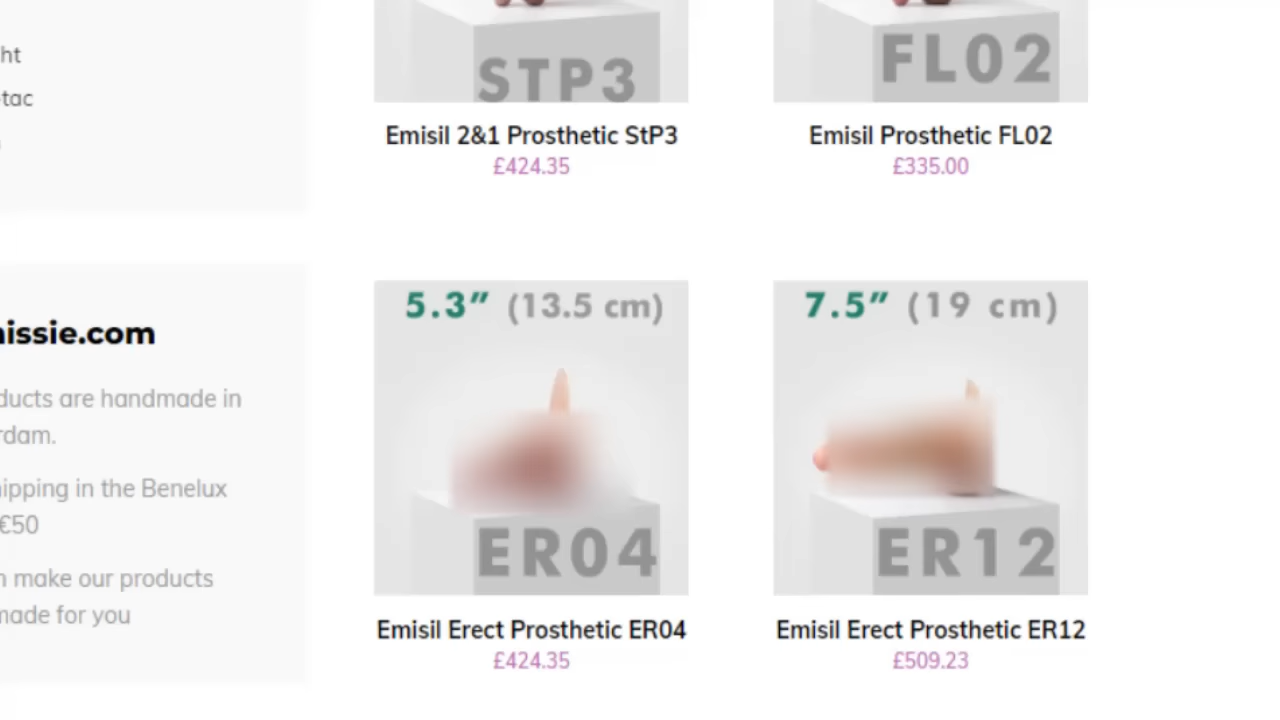 ht
tac
STP3
FL02
Emisil 2&1 Prosthetic StP3
£424.35
Emisil Prosthetic FL02
£335.00
issie.com
ducts are handmade in
rdam.
ipping in the Benelux
€50
make our products
made for you
5.3” (13.5 cm)
ER04
Emisil Erect Prosthetic ER04
£424.35
7.5” (19 cm)
ER12
Emisil Erect Prosthetic ER12
£509.23